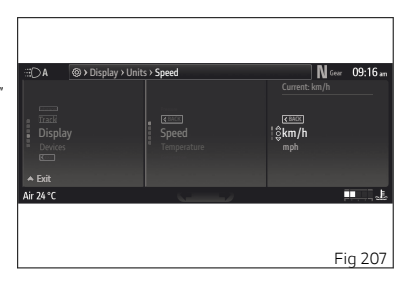 A
Display › Units › Speed
N Gear
09:16 am
Current: km/h
Track
Display
Devices
Exit
BACK
Speed
Temperature
BACK
km/h
mph
Air 24 °C
Fig 207